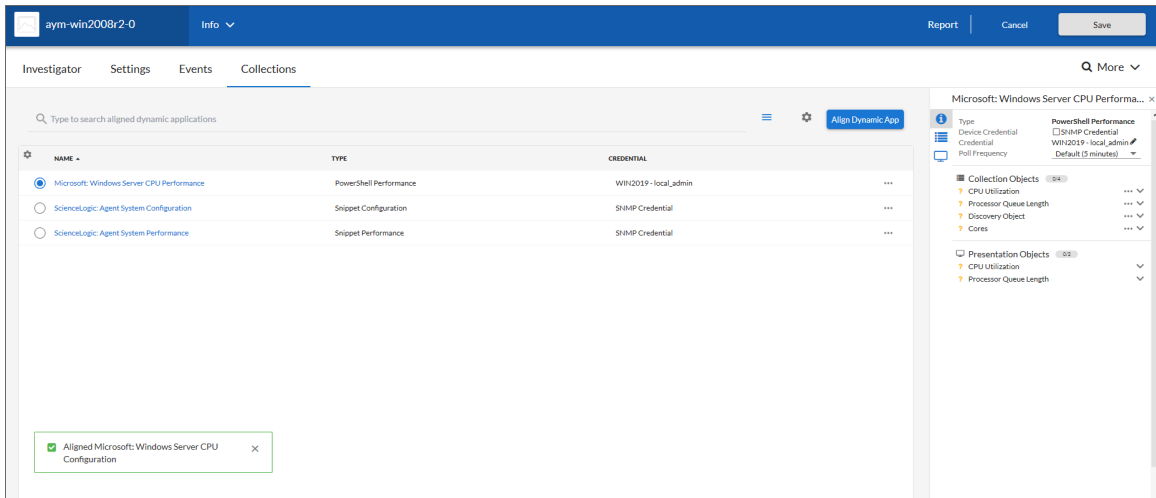 aym-win2008r2-0
Info
Report
Cancel
Save
Investigator
Settings
Events
Collections
More
Type to search aligned dynamic applications
Align Dynamic App
NAME
TYPE
CREDENTIAL
Microsoft: Windows Server CPU Performance
PowerShell Performance
WIN2019 - local_admin
ScienceLogic: Agent System Configuration
Snippet Configuration
SNMP Credential
ScienceLogic: Agent System Performance
Snippet Performance
SNMP Credential
Aligned Microsoft: Windows Server CPU
Configuration
Microsoft: Windows Server CPU Performa...
Type
PowerShell Performance
Device Credential
SNMP Credential
Credential
WIN2019 - local_admin
Poll Frequency
Default (5 minutes)
Collection Objects 0/4
? CPU Utilization
? Processor Queue Length
? Discovery Object
? Cores
Presentation Objects 0/2
? CPU Utilization
? Processor Queue Length